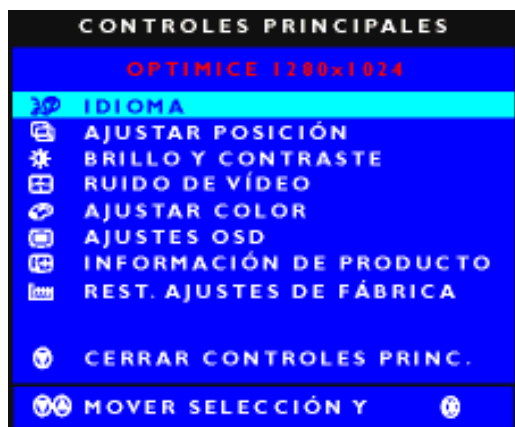 CONTROLES PRINCIPALES
OPTIMICE 1280x1024
IDIOMA
AJUSTAR POSICIÓN
BRILLO Y CONTRASTE
RUIDO DE VÍDEO
AJUSTAR COLOR
AJUSTES OSD
INFORMACIÓN DE PRODUCTO
REST. AJUSTES DE FÁBRICA
CERRAR CONTROLES PRINC.
MOVER SELECCIÓN Y